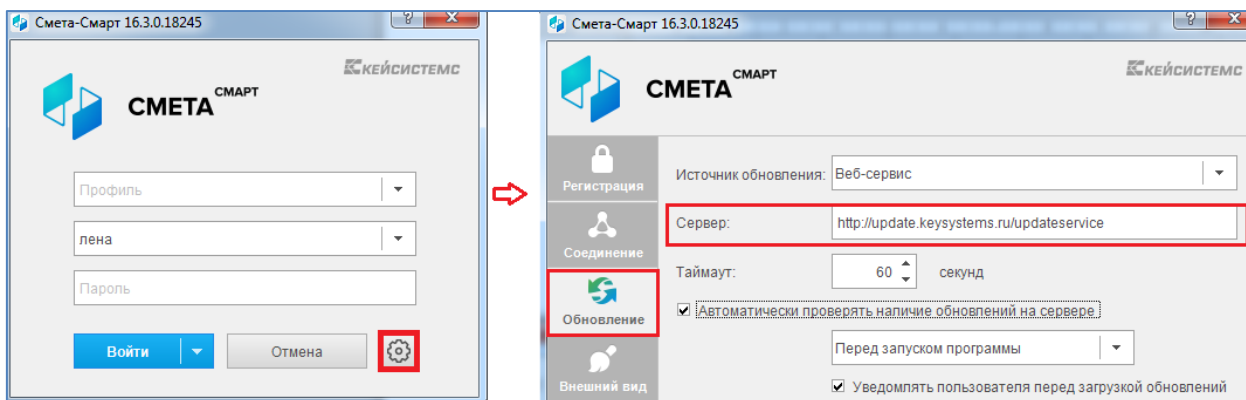 Смета-Смарт 16.3.0.18245
КЕЙСИСТЕМС
СМЕТА СМАРТ
Профиль
лена
Пароль
Войти
Отмена
Смета-Смарт 16.3.0.18245
КЕЙСИСТЕМС
СМЕТА СМАРТ
Регистрация
Соединение
Обновление
Внешний вид
Источник обновления: Веб-сервис
Сервер: http://update.keysystems.ru/updateservice
Таймаут: 60 секунд
Автоматически проверять наличие обновлений на сервере
Перед запуском программы
Уведомлять пользователя перед загрузкой обновлений